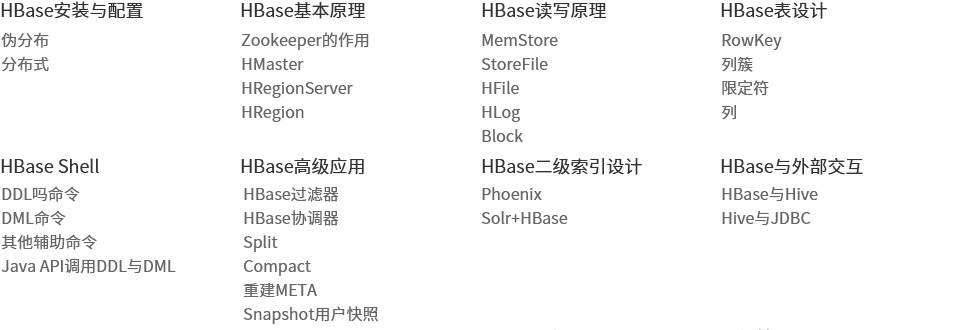 HBase安装与配置
伪分布
分布式
HBase基本原理
Zookeeper的作用
HMaster
HRegionServer
HRegion
HBase读写原理
MemStore
StoreFile
HFile
HLog
Block
HBase表设计
RowKey
列簇
限定符
列
HBase Shell
DDL吗命令
DML命令
其他辅助命令
Java API调用DDL与DML
HBase高级应用
HBase过滤器
HBase协调器
Split
Compact
重建META
Snapshot用户快照
HBase二级索引设计
Phoenix
Solr+HBase
HBase与外部交互
HBase与Hive
Hive与JDBC